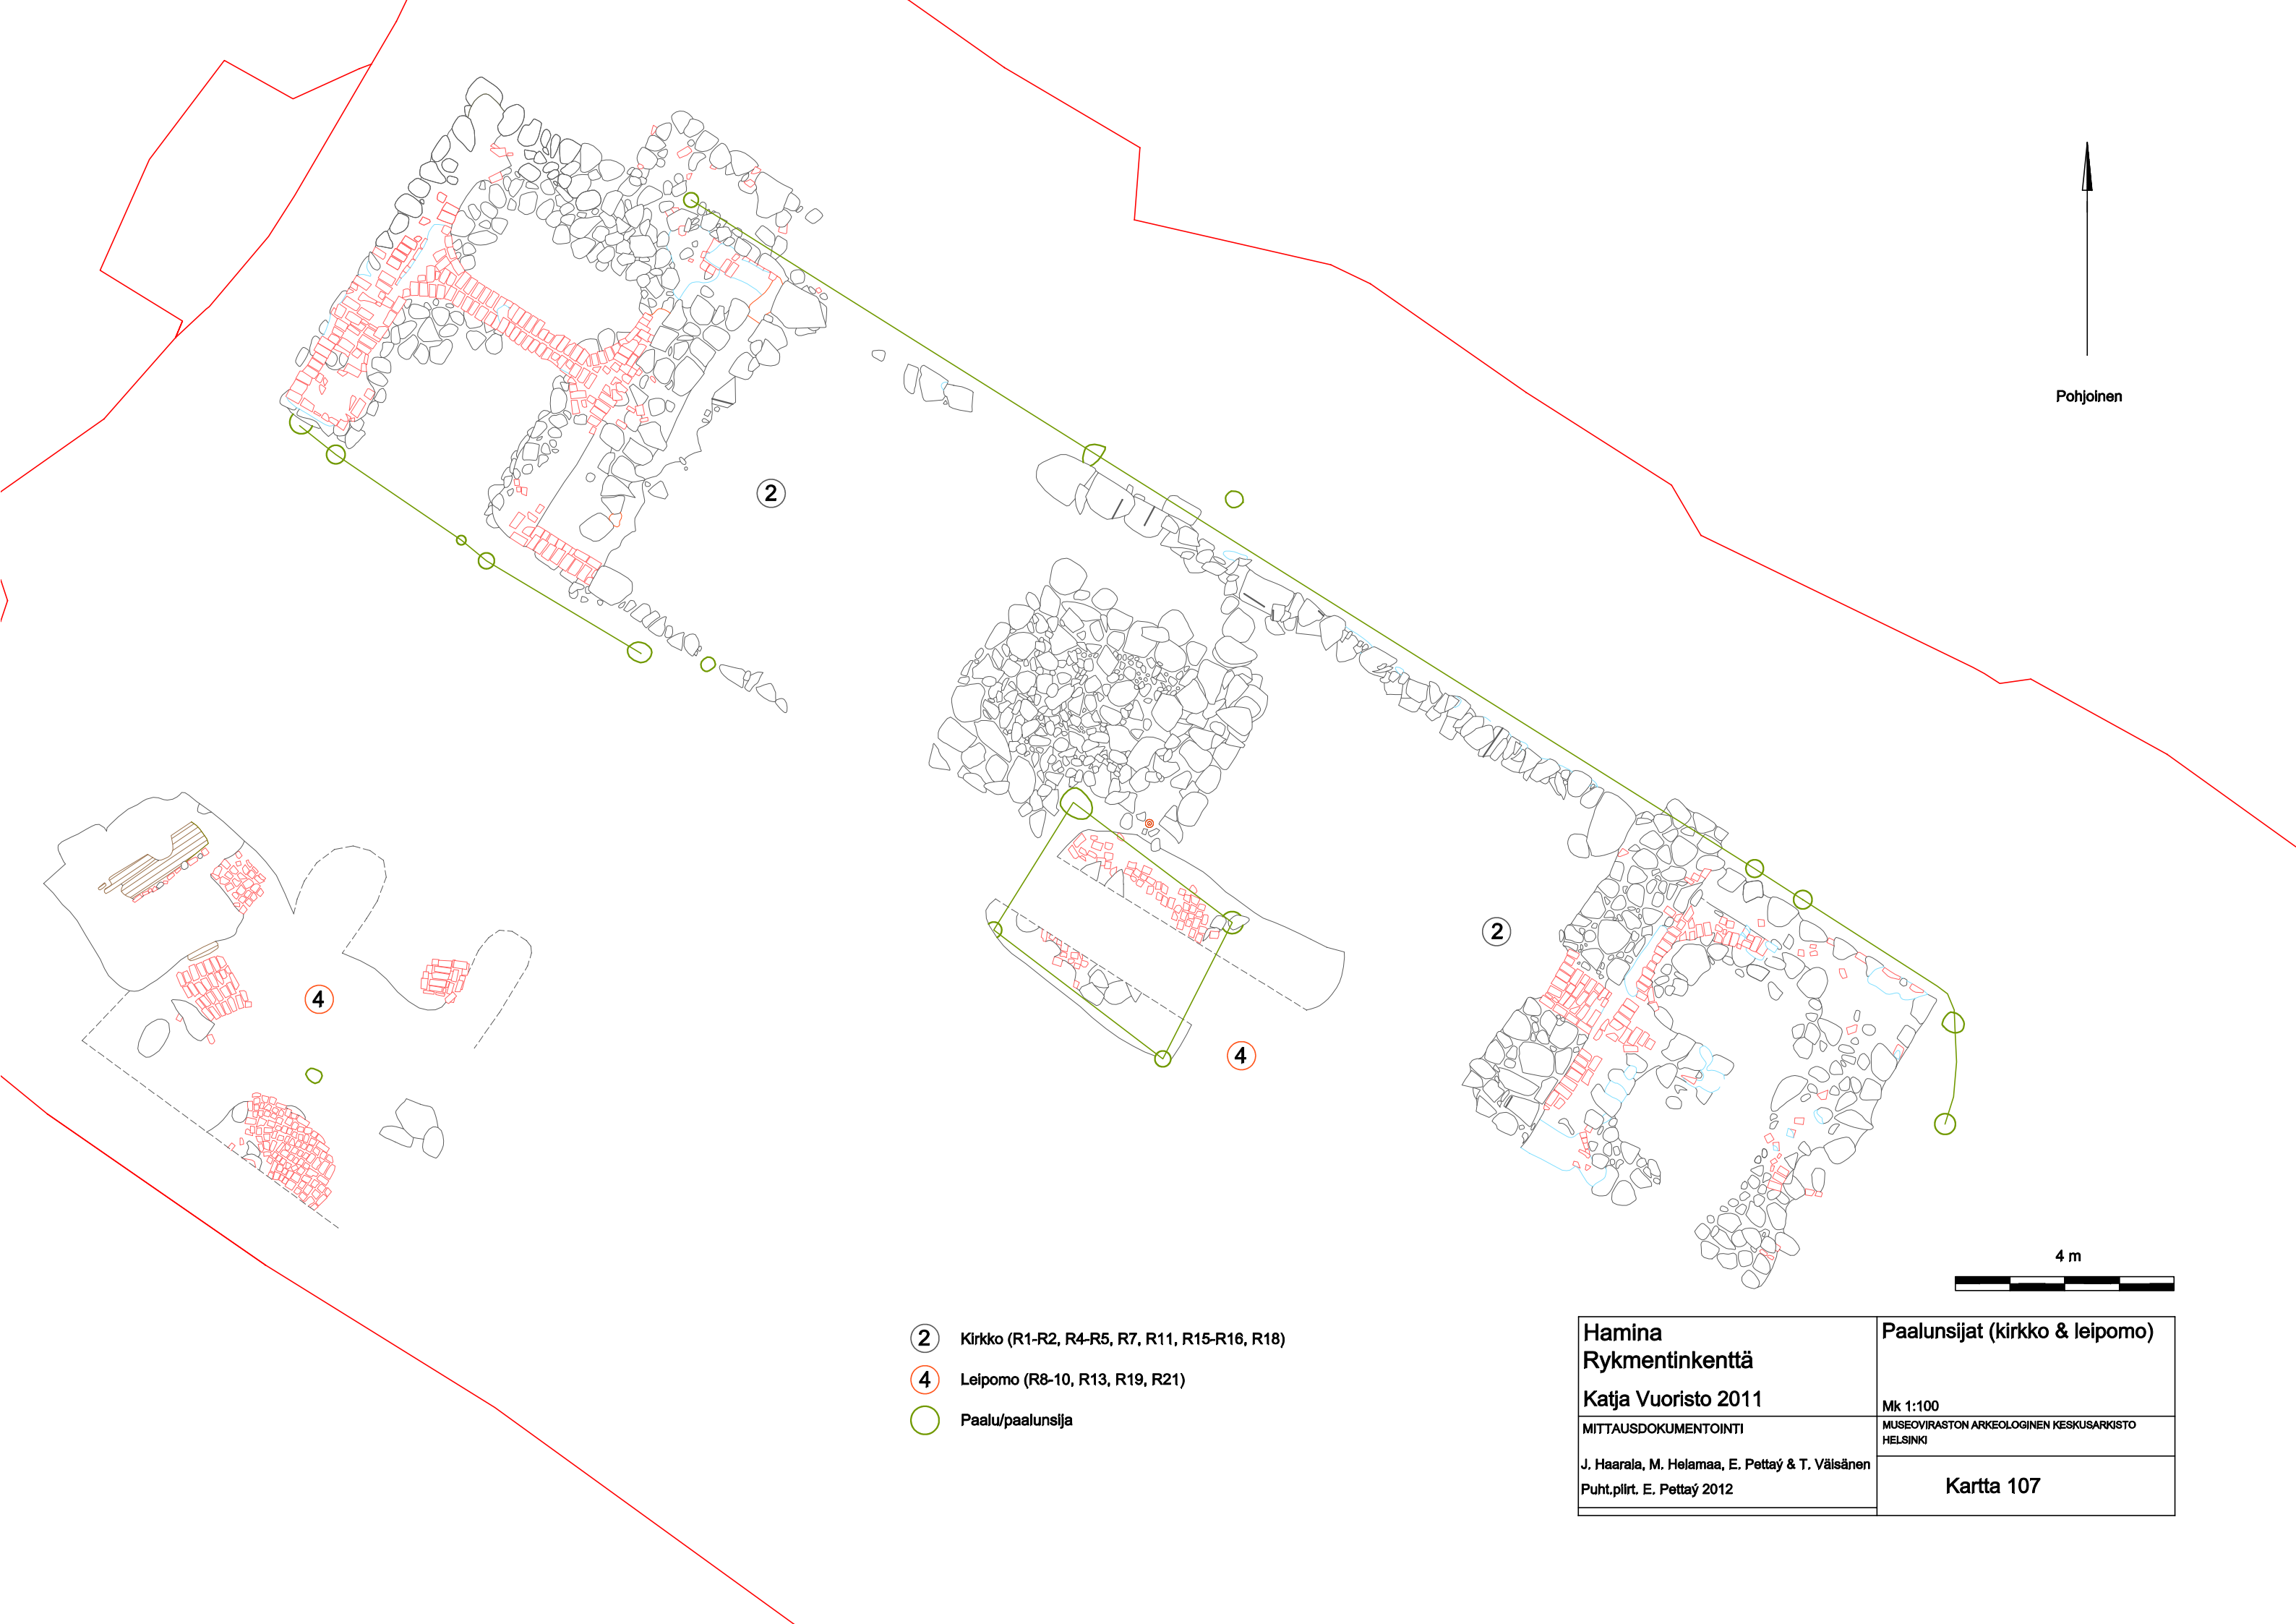 Pohjoinen
2
2
4
4
4 m
2 Kirkko (R1-R2, R4-R5, R7, R11, R15-R16, R18)
4 Leipomo (R8-10, R13, R19, R21)
Paalu/paalunsija
Hamina
Rykmentinkenttä
Katja Vuoristo 2011
Paalunsijat (kirkko & leipomo)
Mk 1:100
MITTAUSDOKUMENTOINTI
J. Haarala, M. Helamaa, E. Pettaý & T. Väisänen
Puht.piirt. E. Pettaý 2012
MUSEOVIRASTON ARKEOLOGINEN KESKUSARKISTO
HELSINKI
Kartta 107